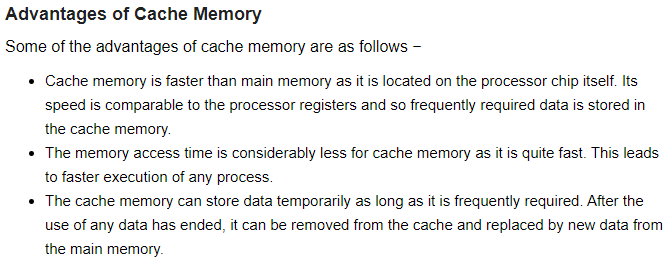 Advantages of Cache Memory
Some of the advantages of cache memory are as follows −
• Cache memory is faster than main memory as it is located on the processor chip itself. Its
speed is comparable to the processor registers and so frequently required data is stored in
the cache memory.
• The memory access time is considerably less for cache memory as it is quite fast. This leads
to faster execution of any process.
• The cache memory can store data temporarily as long as it is frequently required. After the
use of any data has ended, it can be removed from the cache and replaced by new data from
the main memory.